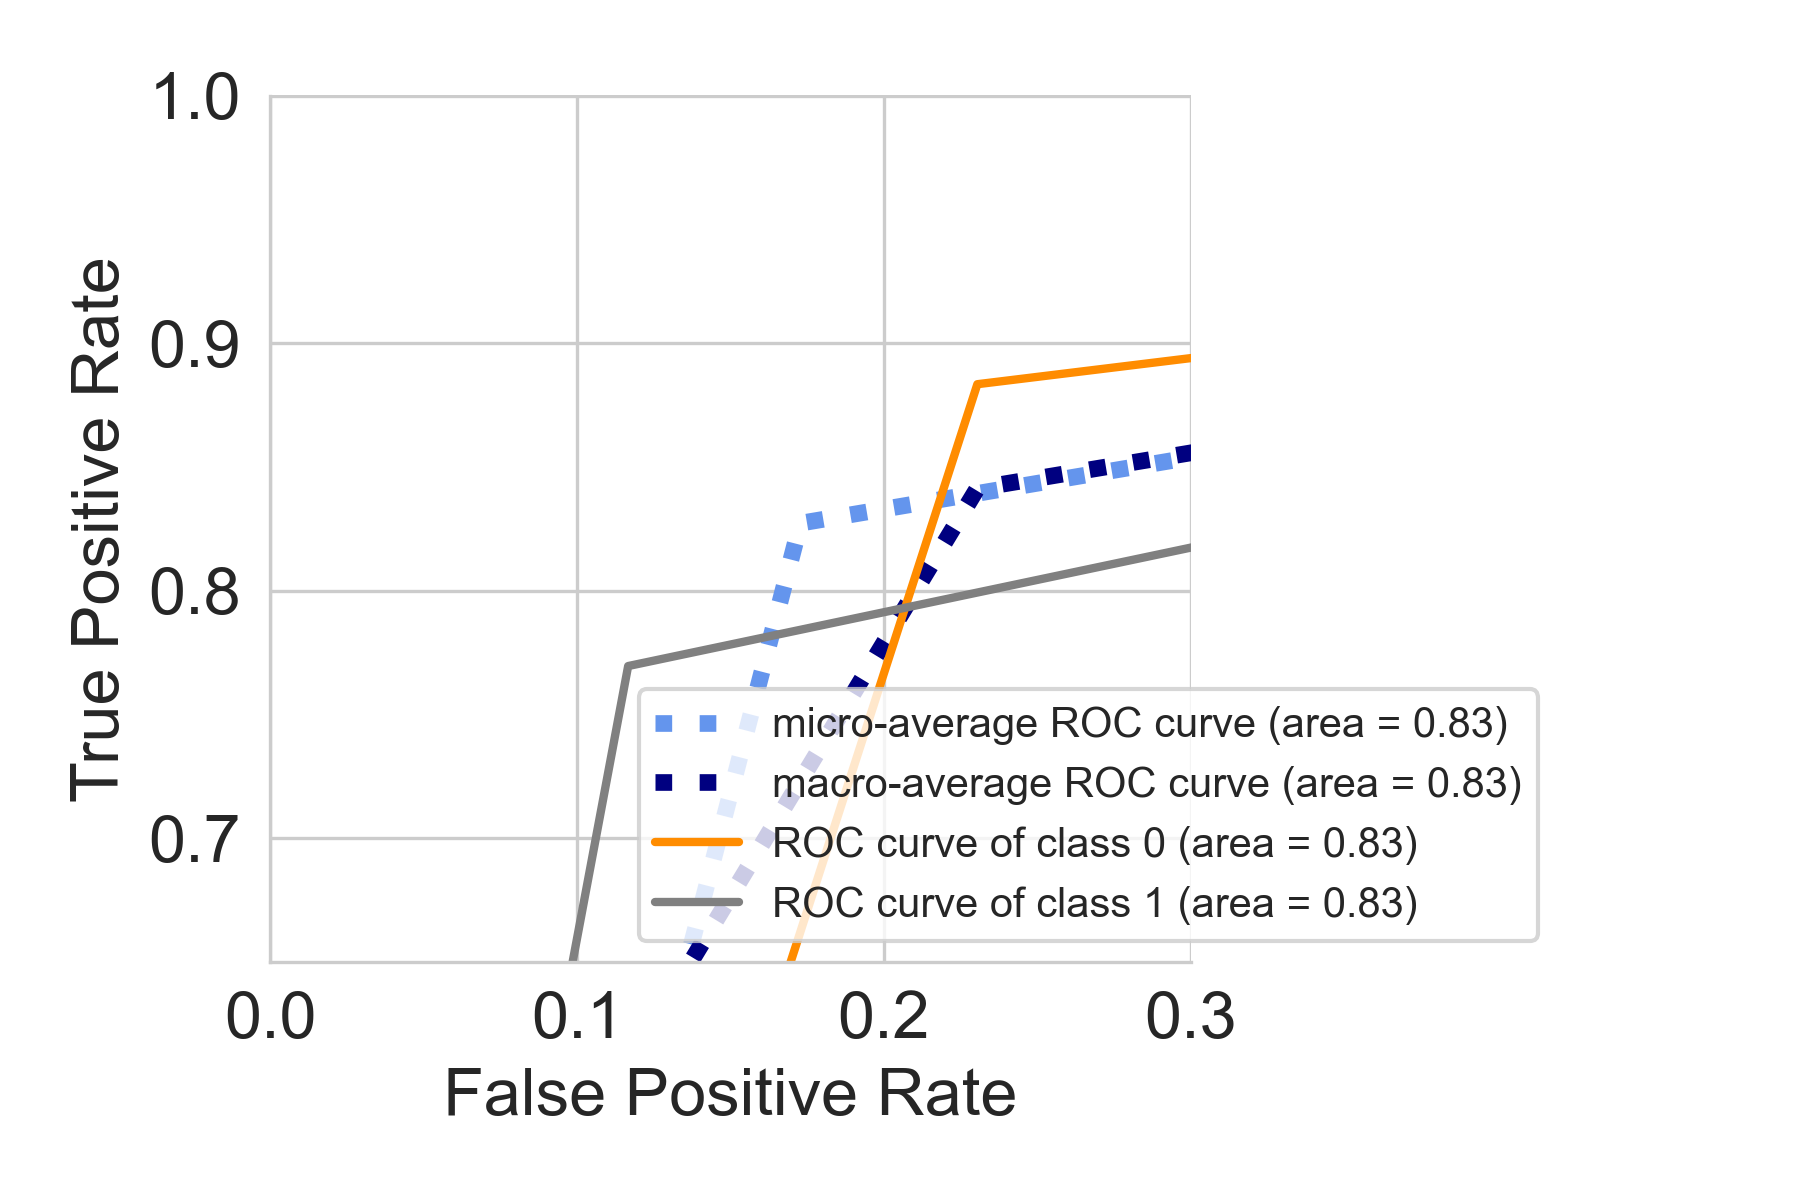 1.0
0.9
0.8
0.7
True Positive Rate
micro-average ROC curve (area = 0.83)
macro-average ROC curve (area = 0.83)
ROC curve of class 0 (area = 0.83)
ROC curve of class 1 (area = 0.83)
0.0 0.1 0.2 0.3
False Positive Rate